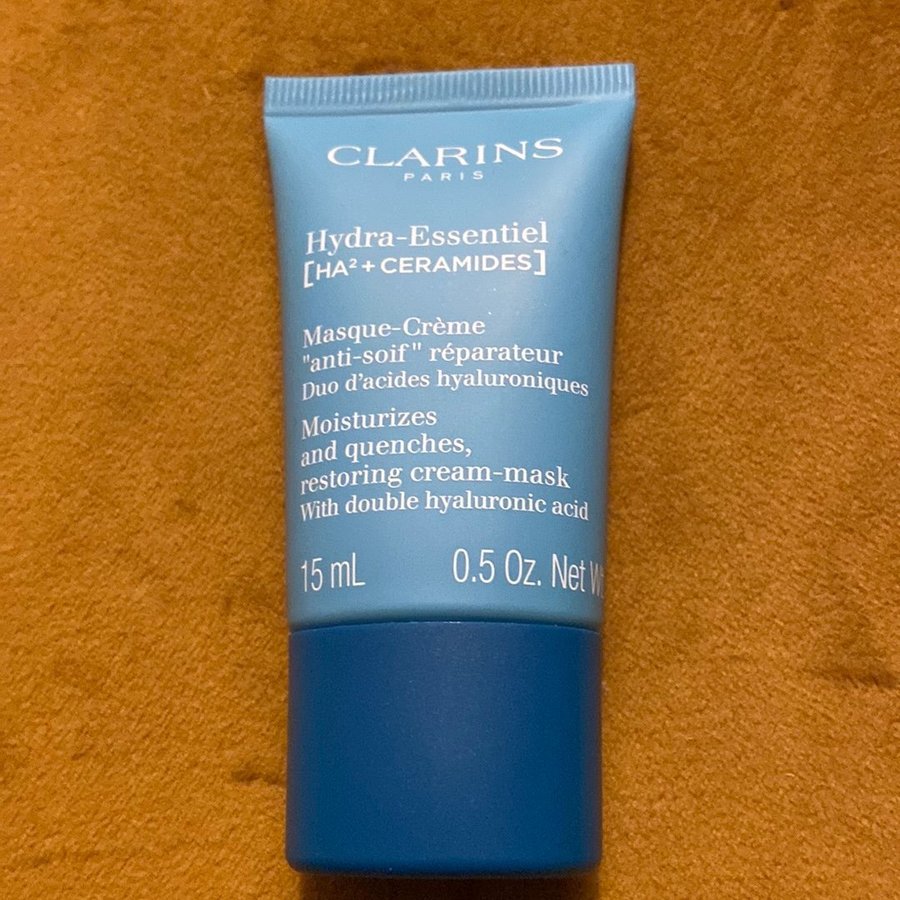 CLARINS
PARIS
Hydra-Essentiel
[HA²+CERAMIDES]
Masque-Crème
"anti-soif" réparateur
Duo d'acides hyaluroniques
Moisturizes
and quenches,
restoring cream-mask
With double hyaluronic acid
15 mL 0.5 Oz. Net